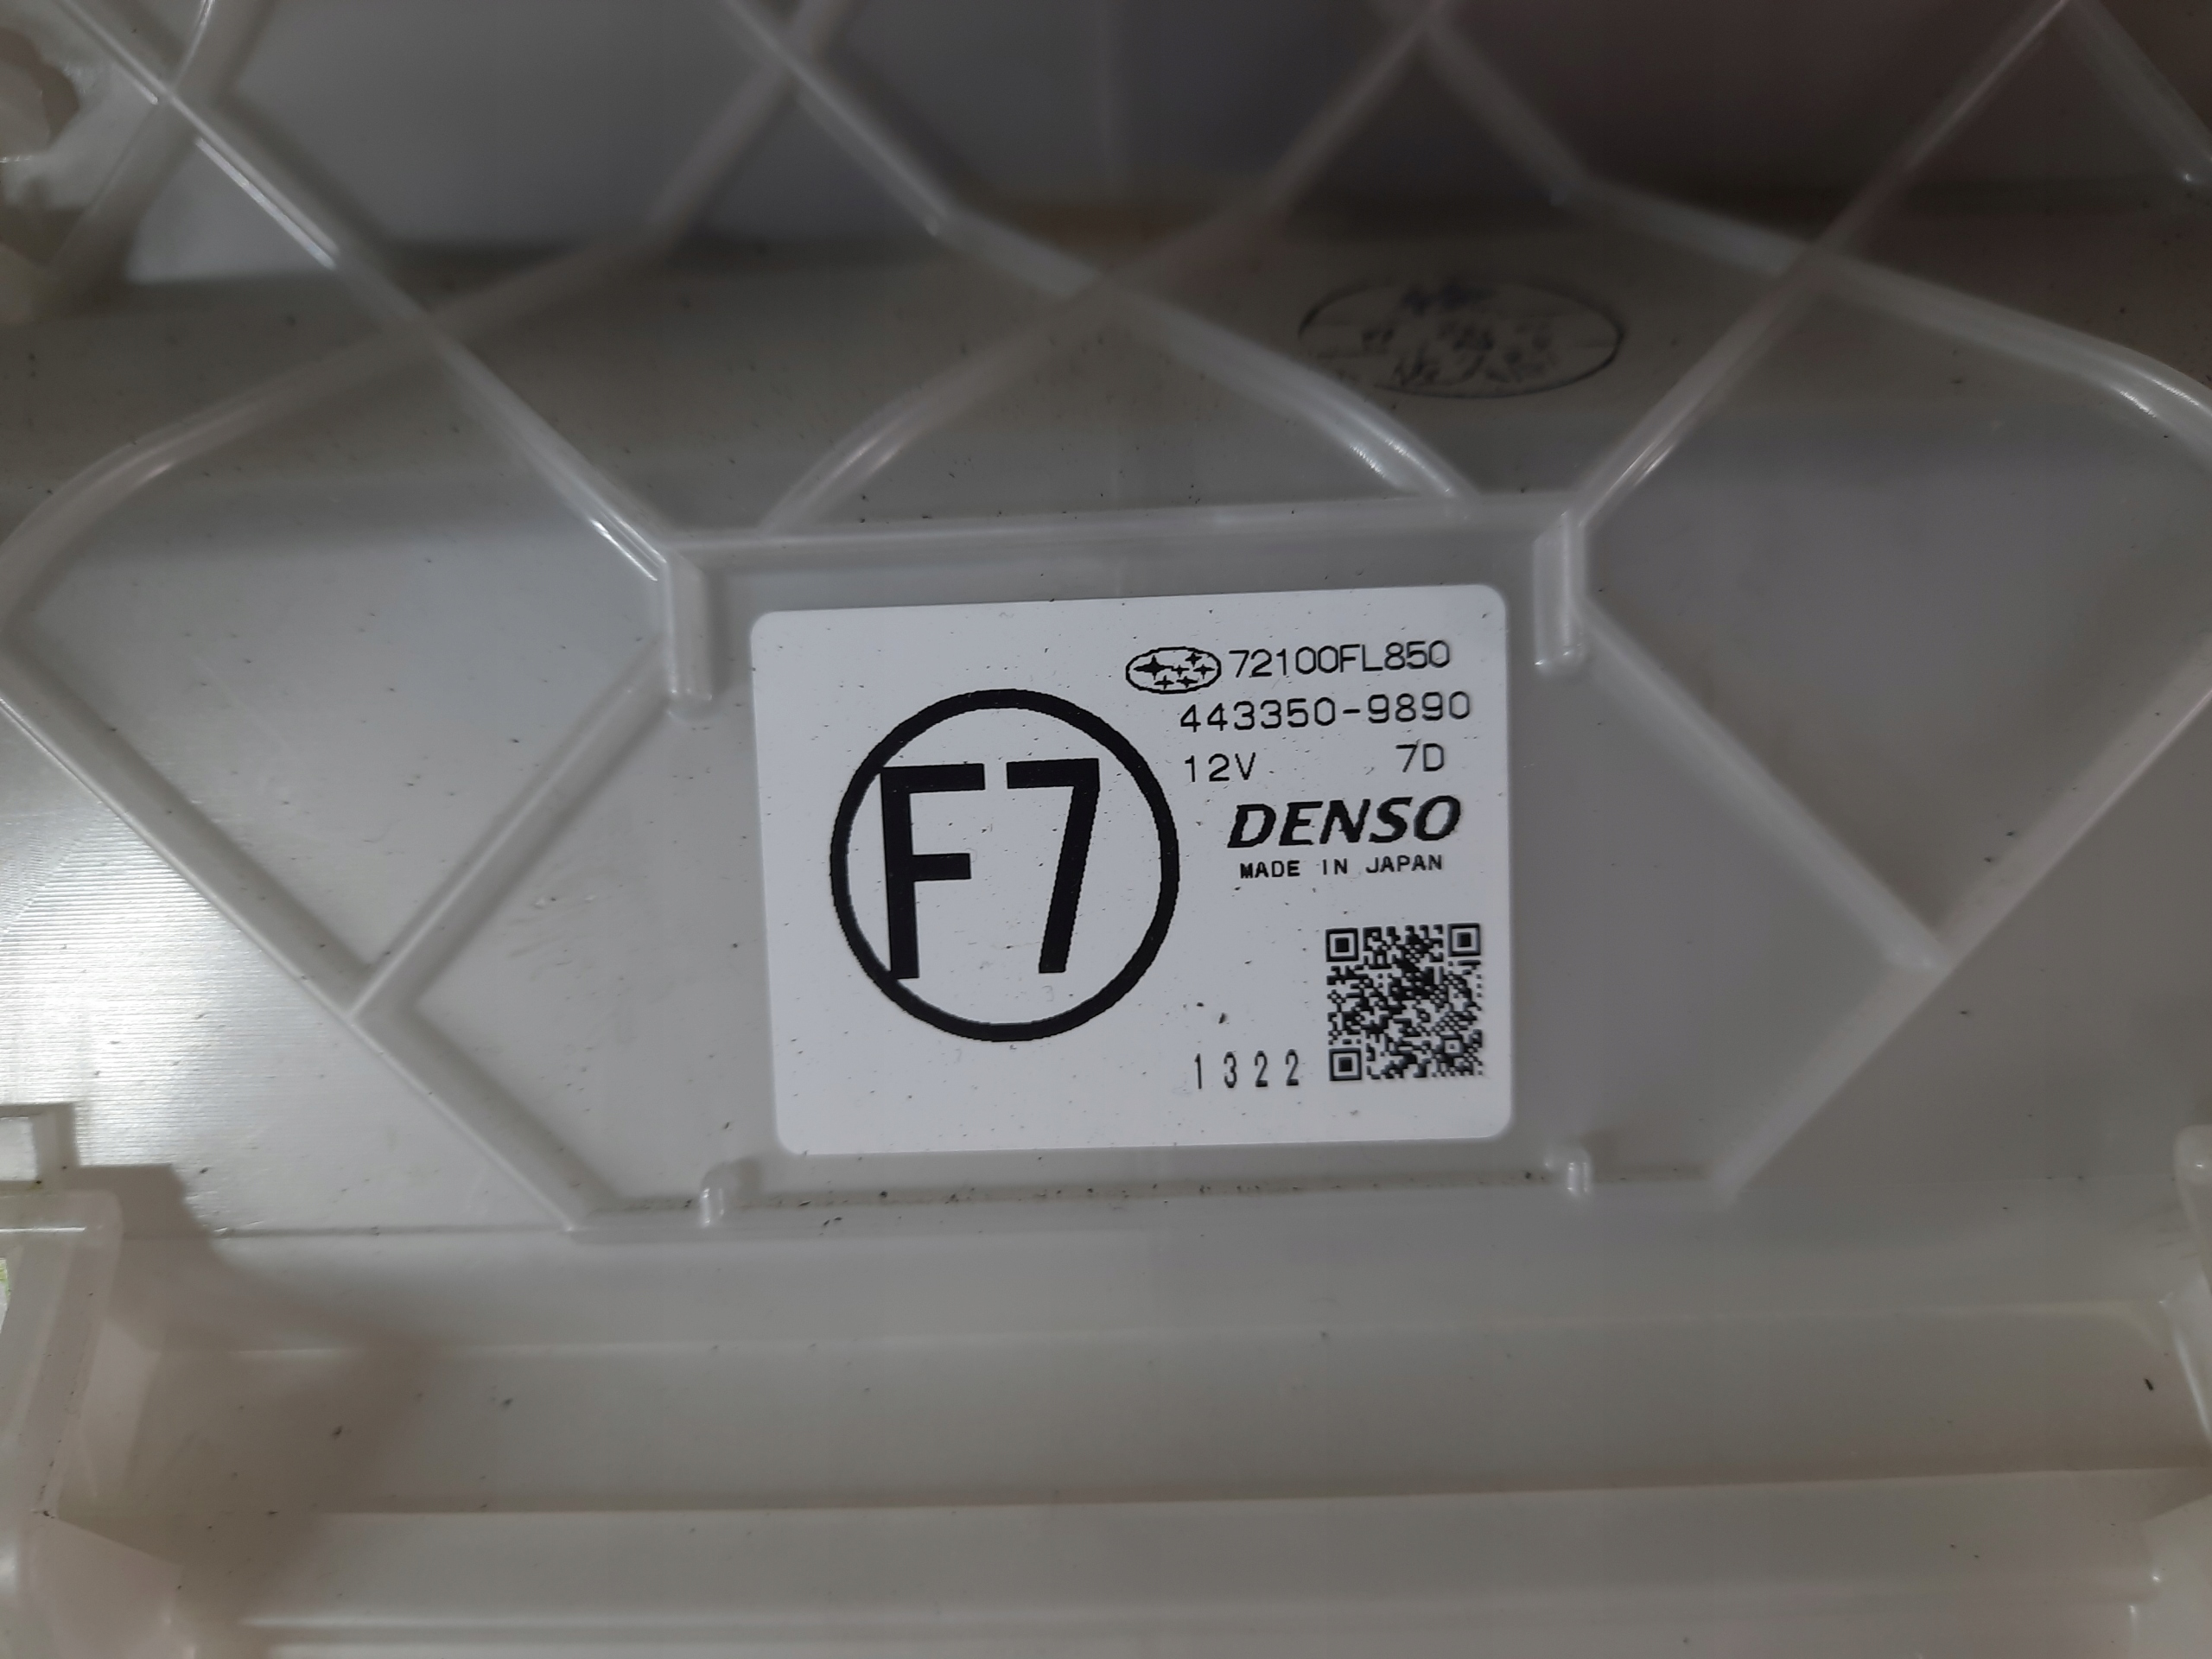 72100FL850
443350-9890
12V 7D
DENSO
MADE IN JAPAN
F7
1322